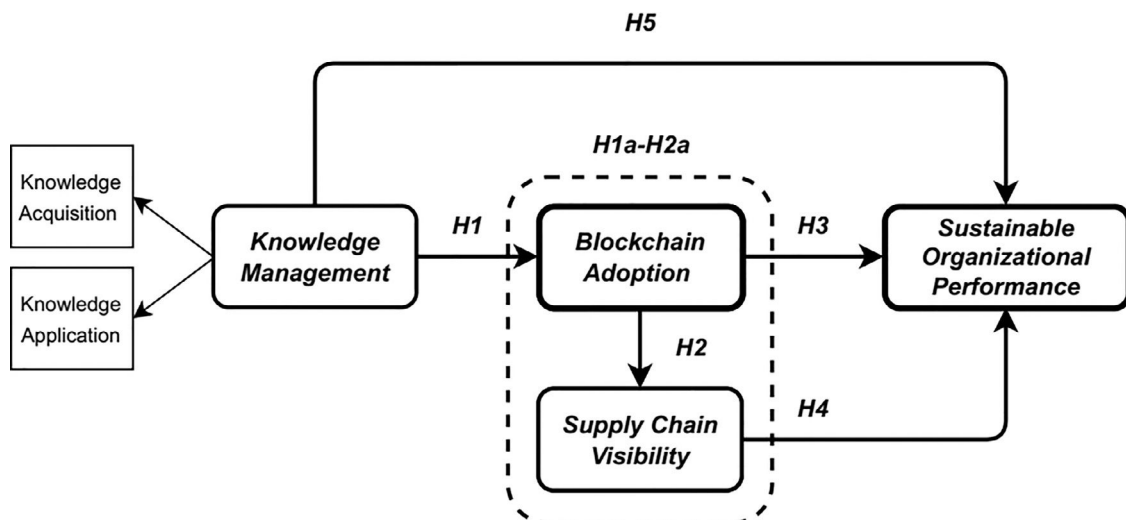 H5
H1a-H2a
Knowledge
Acquisition
Knowledge
Management
H1
Blockchain
Adoption
H3
Sustainable
Organizational
Performance
Knowledge
Application
H2
Supply Chain
Visibility
H4